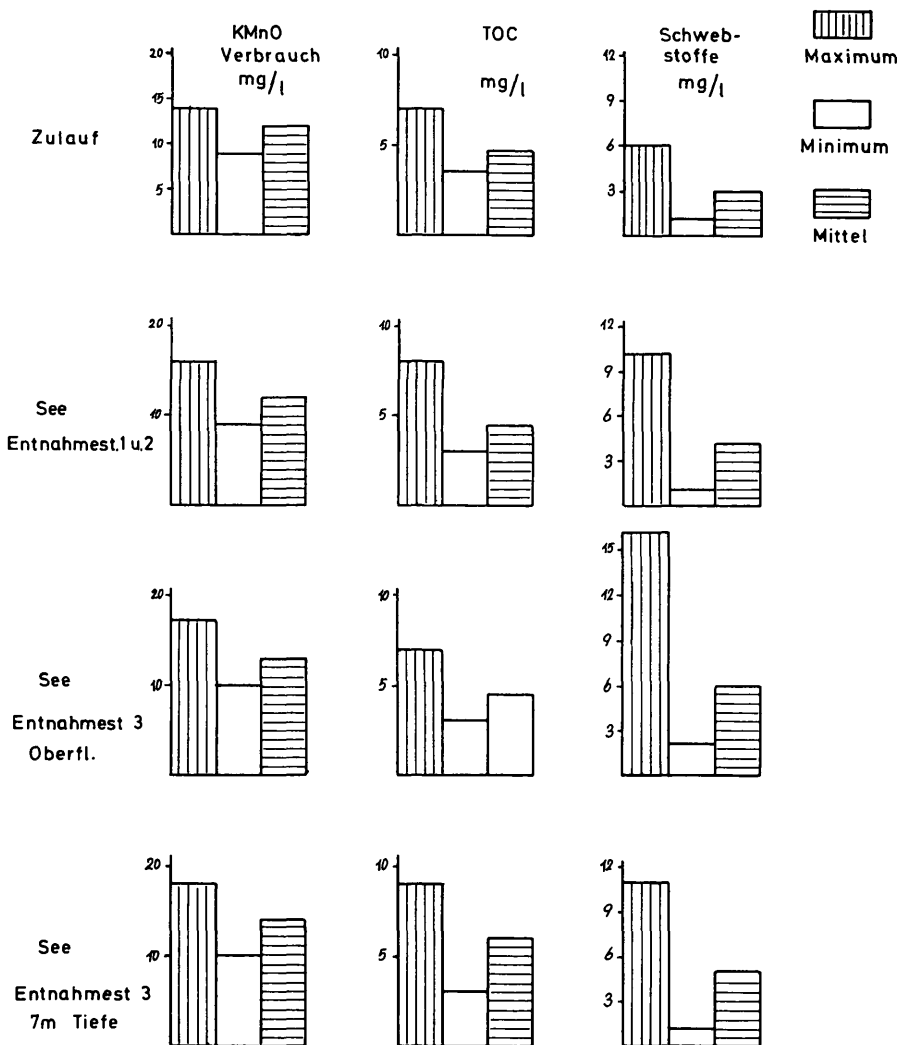 KMnO
Verbrauch
mg/l
TOC
mg/l
Schweb-
stoffe
mg/l
Maximum
Minimum
Mittel
Zulauf
20
15
10
5
10
5
12
9
6
3
See
Entnahmest.1 u.2
20
10
10
5
12
9
6
3
See
Entnahmest 3
Oberfl.
20
10
10
5
15
12
9
6
3
See
Entnahmest 3
7m Tiefe
20
10
10
5
12
9
6
3